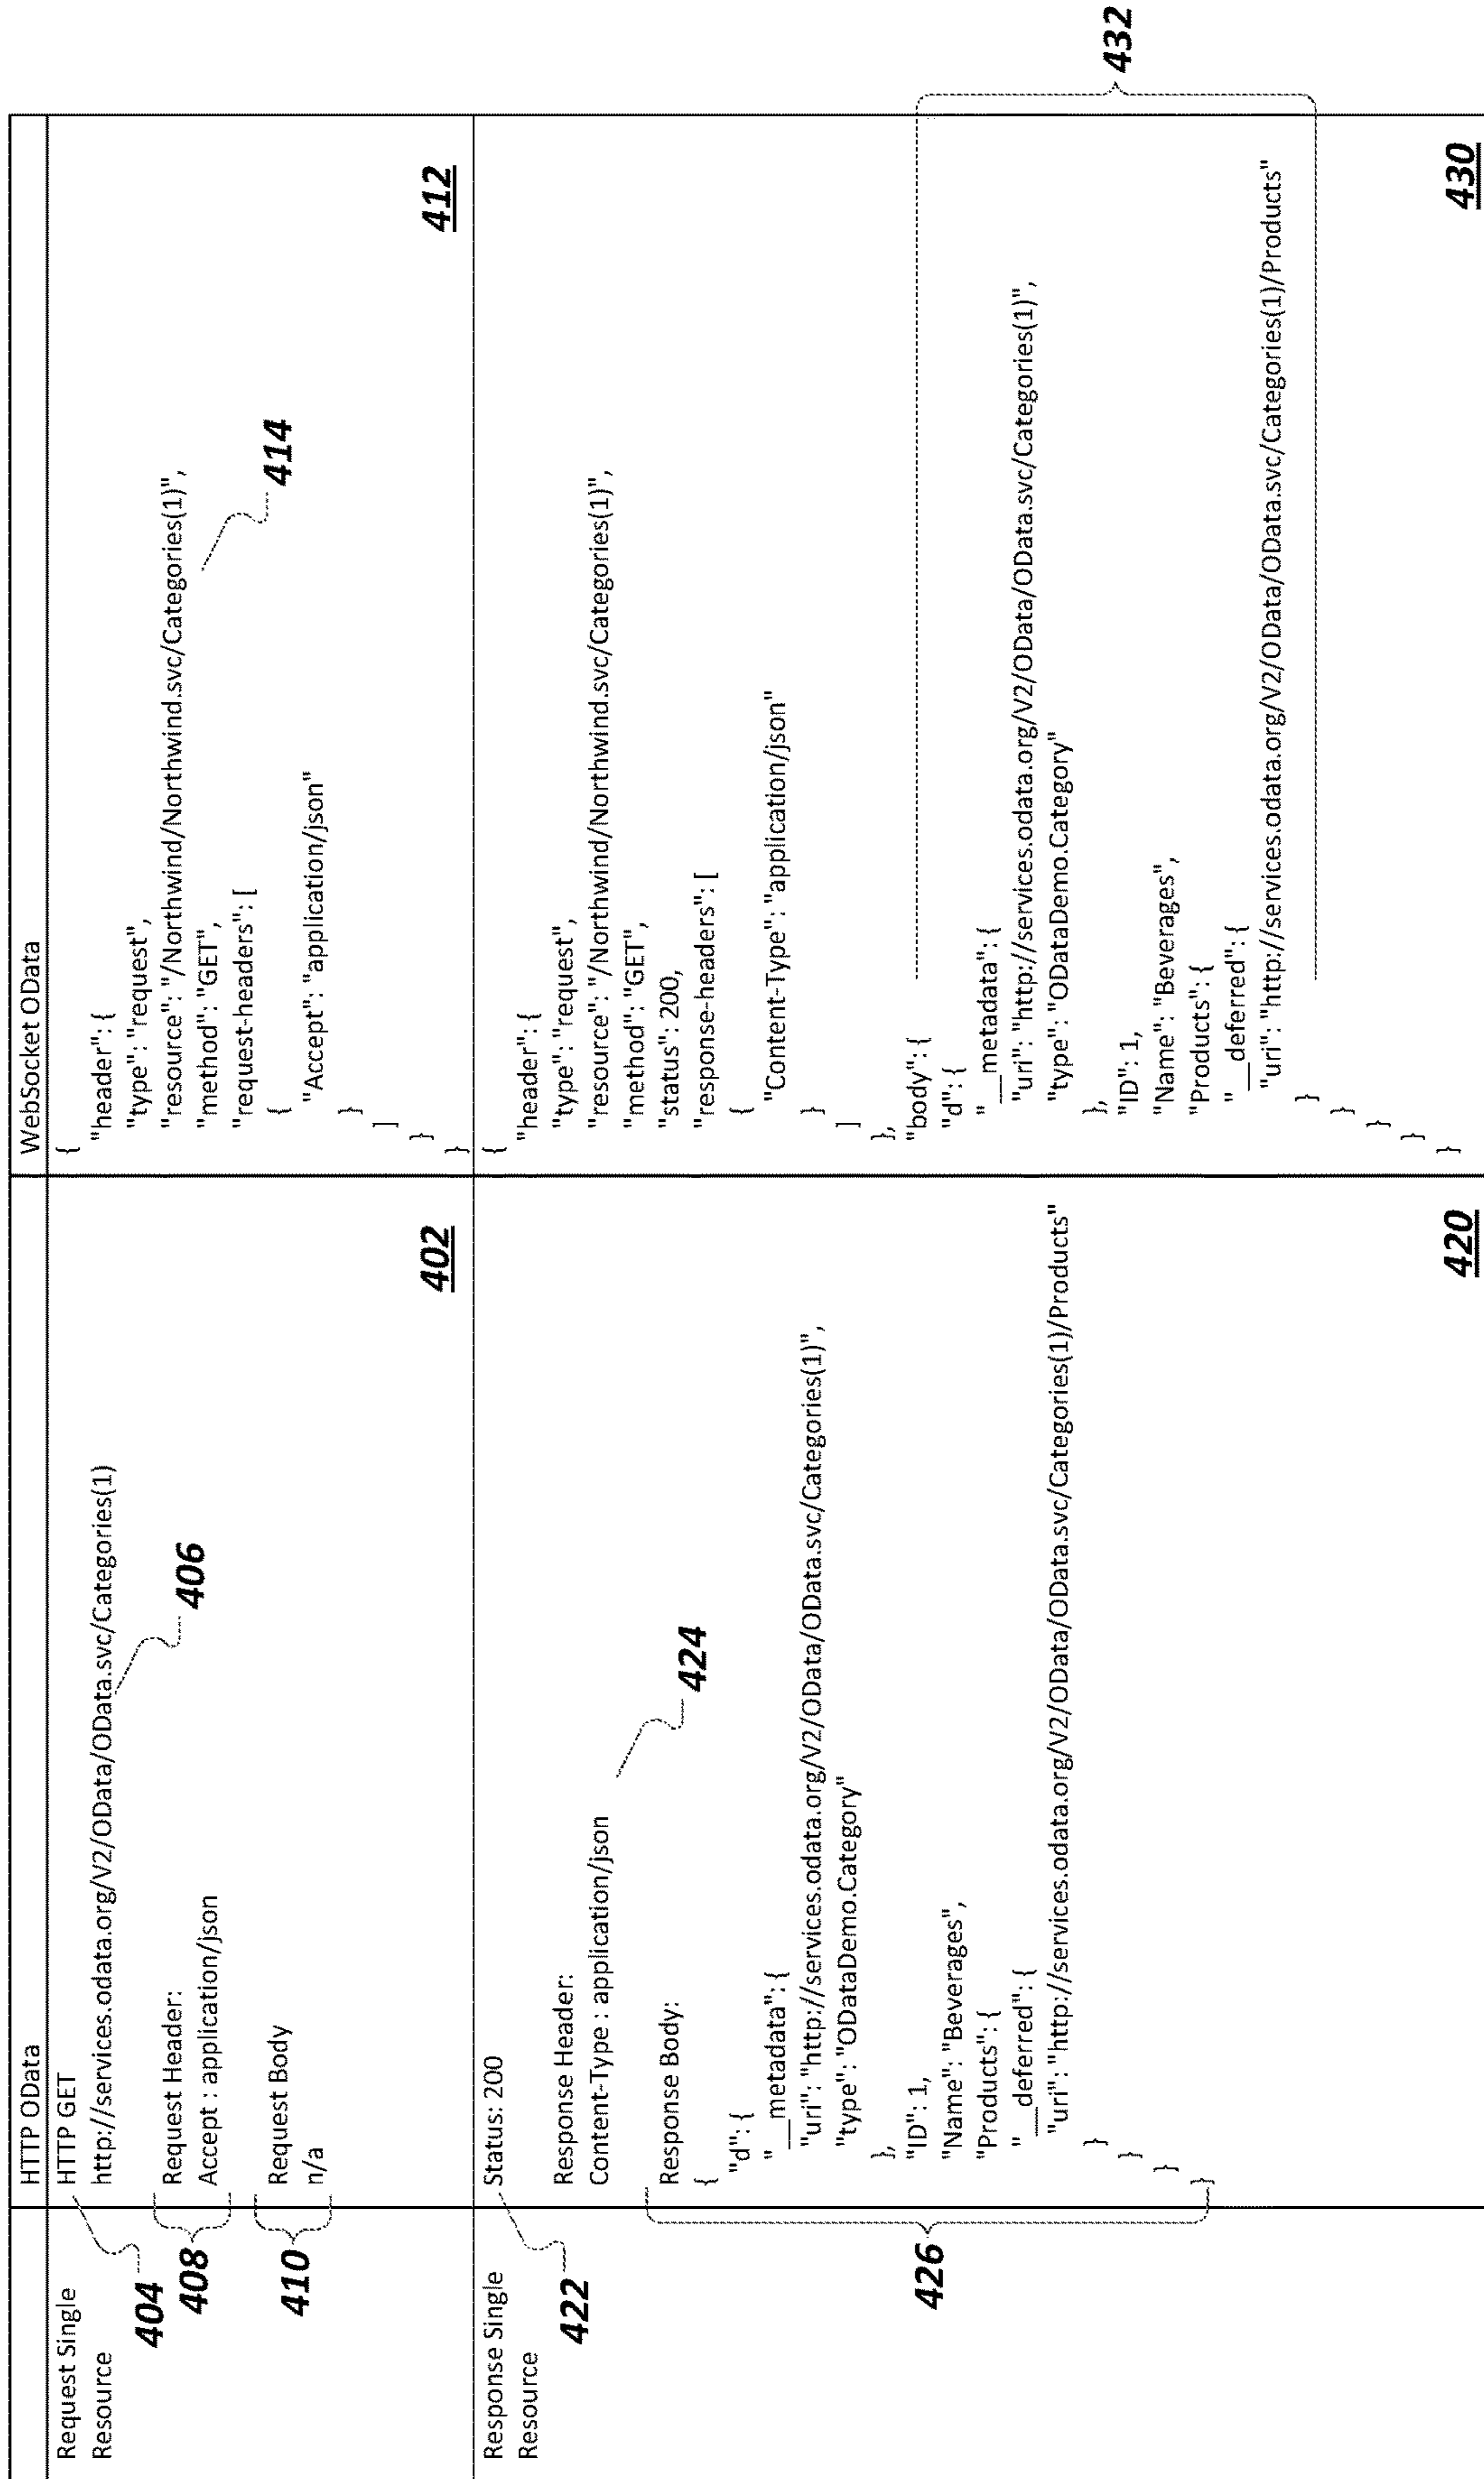 HTTP OData
WebSocket OData
Request Single
Resource
404
408
410
HTTP GET
http://services.odata.org/V2/OData/OData.svc/Categories(1)
406
Request Header:
Accept : application/json
Request Body
n/a
402
{
"header": {
"type": "request",
"resource": "/Northwind/Northwind.svc/Categories(1)",
"method": "GET",
"request-headers": [
{
"Accept": "application/json"
}
]
}
}
414
412
Response Single
Resource
422
426
Status: 200
Response Header:
Content-Type : application/json
424
Response Body:
{
"d": {
"__metadata": {
"uri": "http://services.odata.org/V2/OData/OData.svc/Categories(1)",
"type": "ODataDemo.Category"
},
"ID": 1,
"Name": "Beverages",
"Products": {
"__deferred": {
"uri": "http://services.odata.org/V2/OData/OData.svc/Categories(1)/Products"
}
}
}
}
420
{
"header": {
"type": "request",
"resource": "/Northwind/Northwind.svc/Categories(1)",
"method": "GET",
"status": 200,
"response-headers": [
{
"Content-Type": "application/json"
}
]
},
"body": {
"d": {
"__metadata": {
"uri": "http://services.odata.org/V2/OData/OData.svc/Categories(1)",
"type": "ODataDemo.Category"
},
"ID": 1,
"Name": "Beverages",
"Products": {
"__deferred": {
"uri": "http://services.odata.org/V2/OData/OData.svc/Categories(1)/Products"
}
}
}
}
}
432
430